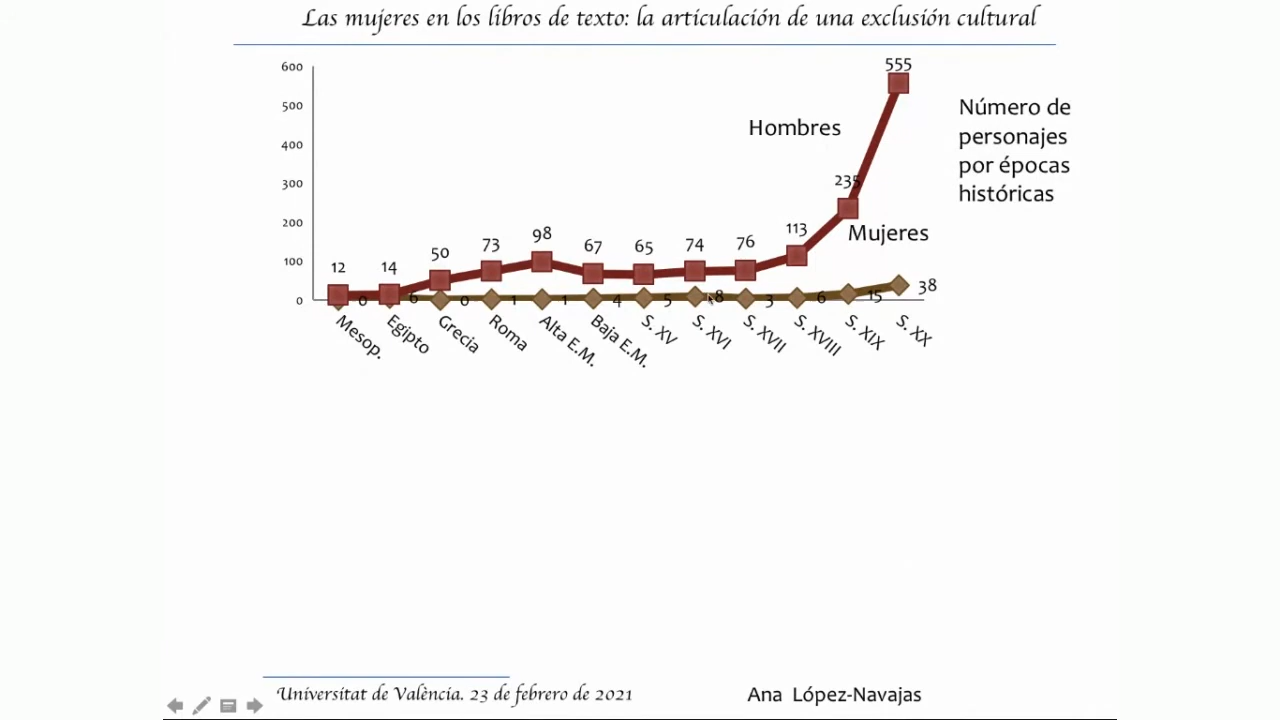 Las mujeres en los libros de texto: la articulación de una exclusión cultural
600
500
400
300
200
100
0
12
14
50
73
98
67
65
74
76
113
235
555
0
6
0
1
1
4
5
8
3
6
15
38
Hombres
Mujeres
Número de
personajes
por épocas
históricas
Mesop.
Egipto
Grecia
Roma
Alta E.M.
Baja E.M.
S. XV
S. XVI
S. XVII
S. XVIII
S. XIX
S. XX
Universitat de València. 23 de febrero de 2021
Ana López-Navajas